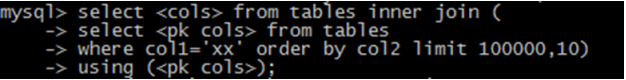 mysql> select <cols> from tables inner join (
-> select <pk cols> from tables
-> where col1='xx' order by col2 limit 100000,10)
-> using (<pk cols>);